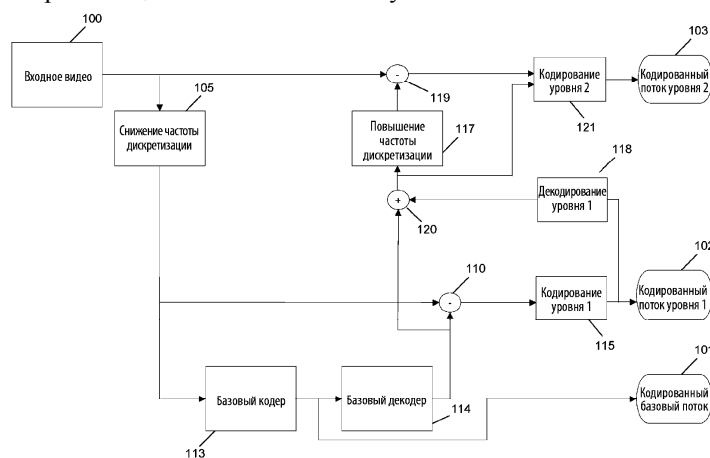 100
Входное видео
105
Снижение частоты
дискретизации
-
119
Повышение
частоты
дискретизации
117
Кодирование
уровня 2
121
103
Кодированный
поток уровня 2
118
Декодирование
уровня 1
+
120
110
-
Кодирование
уровня 1
115
102
Кодированный
поток уровня 1
Базовый кодер
113
Базовый декодер
114
101
Кодированный
базовый поток